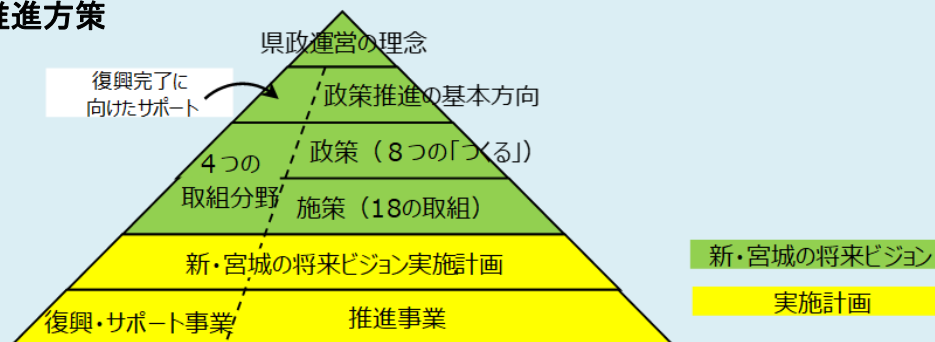 推進方策
県政運営の理念
復興完了に
向けたサポート
政策推進の基本方向
政策（８つの「つくる」）
4つの
取組分野
施策（18の取組）
新・宮城の将来ビジョン実施計画
復興・サポート事業
推進事業
新・宮城の将来ビジョン
実施計画